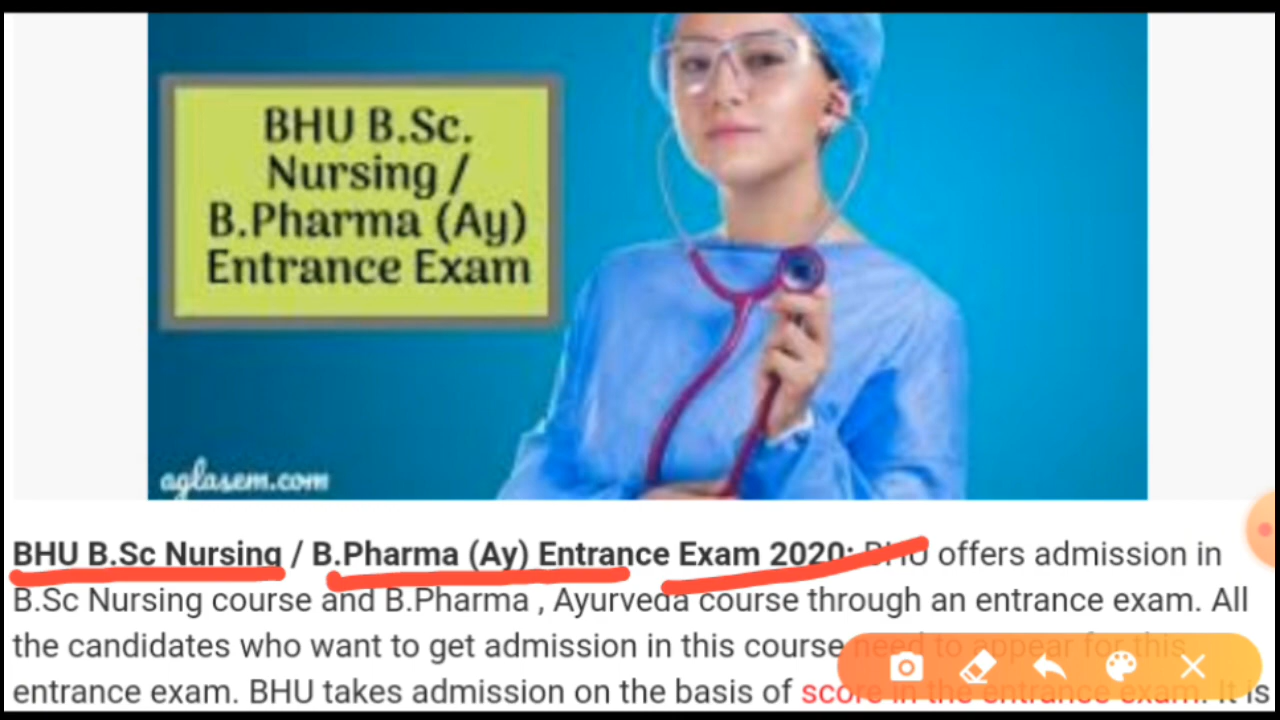 BHU B.Sc.
Nursing /
B.Pharma (Ay)
Entrance Exam
aglasem.com
BHU B.Sc Nursing / B.Pharma (Ay) Entrance Exam 2020: BHU offers admission in
B.Sc Nursing course and B.Pharma , Ayurveda course through an entrance exam. All
the candidates who want to get admission in this course need to appear for this
entrance exam. BHU takes admission on the basis of score in the entrance exam. It is